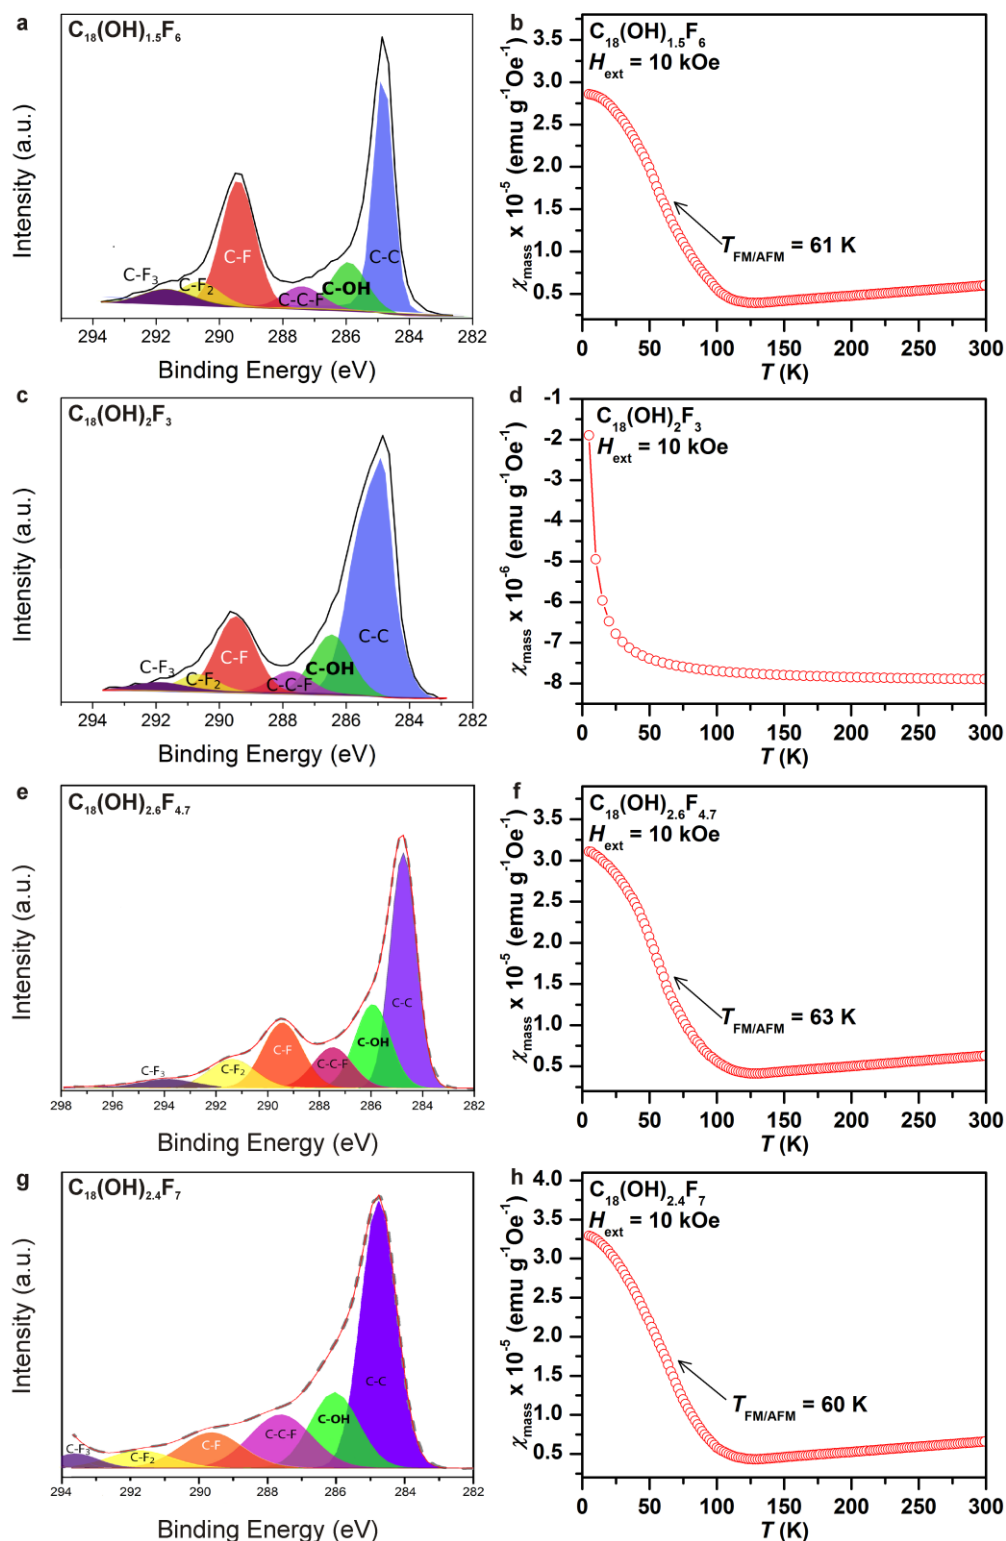 a
C₁₈(OH)₁.₅F₆
C-F₃
C-F₂
C-F
C-C-F
C-OH
C-C
Intensity (a.u.)
294 292 290 288 286 284 282
Binding Energy (eV)
b
C₁₈(OH)₁.₅F₆
Hext = 10 kOe
TFM/AFM = 61 K
χmass x 10⁻⁵ (emu g⁻¹Oe⁻¹)
3.5
3.0
2.5
2.0
1.5
1.0
0.5
0 50 100 150 200 250 300
T (K)
c
C₁₈(OH)₂F₃
C-F₃
C-F₂
C-F
C-C-F
C-OH
C-C
Intensity (a.u.)
294 292 290 288 286 284 282
Binding Energy (eV)
d
C₁₈(OH)₂F₃
Hext = 10 kOe
χmass x 10⁻⁶ (emu g⁻¹Oe⁻¹)
-1
-2
-3
-4
-5
-6
-7
-8
0 50 100 150 200 250 300
T (K)
e
C₁₈(OH)₂.₆F₄.₇
C-F₃
C-F₂
C-F
C-C-F
C-OH
C-C
Intensity (a.u.)
298 296 294 292 290 288 286 284 282
Binding Energy (eV)
f
C₁₈(OH)₂.₆F₄.₇
Hext = 10 kOe
TFM/AFM = 63 K
χmass x 10⁻⁵ (emu g⁻¹Oe⁻¹)
3.5
3.0
2.5
2.0
1.5
1.0
0.5
0 50 100 150 200 250 300
T (K)
g
C₁₈(OH)₂.₄F₇
C-F₃
C-F₂
C-F
C-C-F
C-OH
C-C
Intensity (a.u.)
294 292 290 288 286 284 282
Binding Energy (eV)
h
C₁₈(OH)₂.₄F₇
Hext = 10 kOe
TFM/AFM = 60 K
χmass x 10⁻⁵ (emu g⁻¹Oe⁻¹)
4.0
3.5
3.0
2.5
2.0
1.5
1.0
0.5
0 50 100 150 200 250 300
T (K)